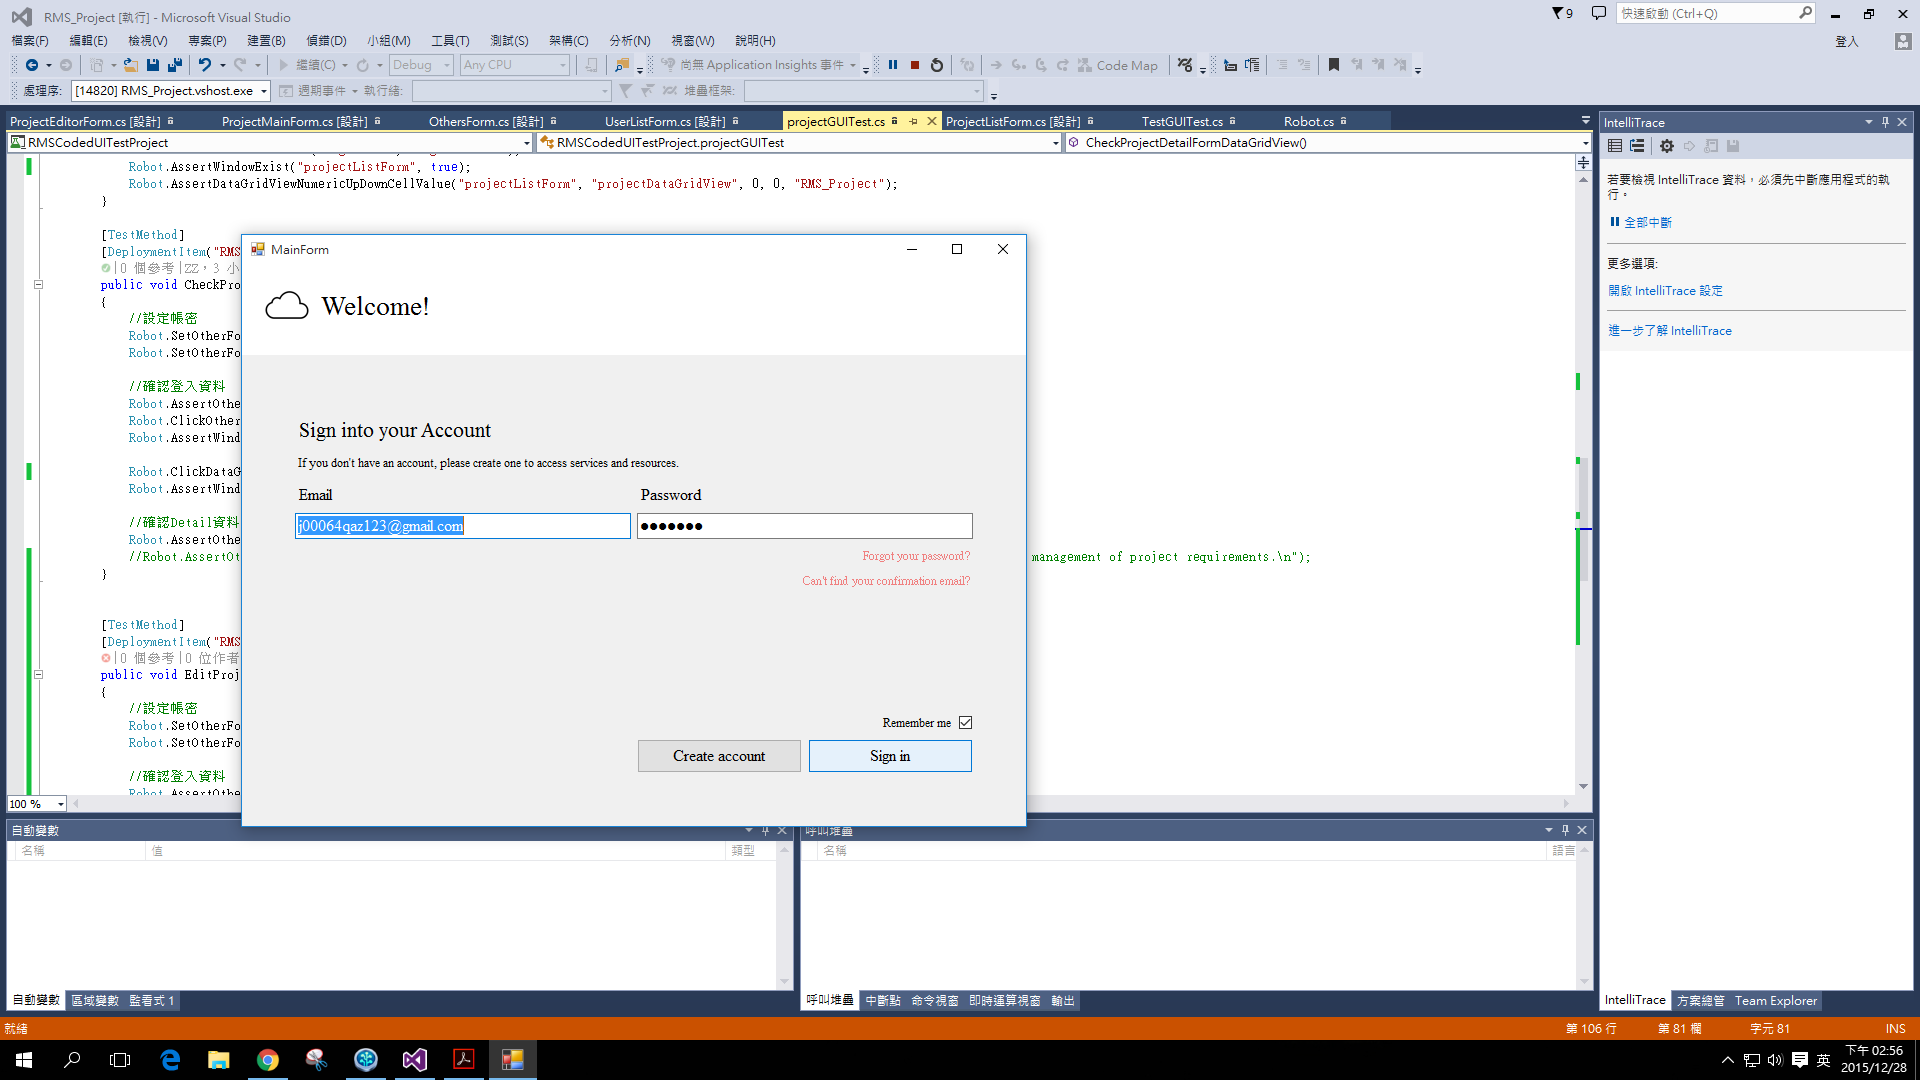 RMS_Project [執行] - Microsoft Visual Studio
9
快速啟動 (Ctrl+Q)
檔案(F) 編輯(E) 檢視(V) 專案(P) 建置(B) 偵錯(D) 小組(M) 工具(T) 測試(S) 架構(C) 分析(N) 視窗(W) 說明(H)
登入
繼續(C) Debug Any CPU 尚無 Application Insights 事件 Code Map
處理序: [14820] RMS_Project.vshost.exe 週期事件 執行緒: 堆疊框架:
ProjectEditorForm.cs [設計] ProjectMainForm.cs [設計] OthersForm.cs [設計] UserListForm.cs [設計] projectGUITest.cs ProjectListForm.cs [設計] TestGUITest.cs Robot.cs
RMSCodedUITestProject RMSCodedUITestProject.projectGUITest CheckProjectDetailFormDataGridView()
Robot.AssertWindowExist("projectListForm", true);
Robot.AssertDataGridViewNumericUpDownCellValue("projectListForm", "projectDataGridView", 0, 0, "RMS_Project");
}
[TestMethod]
[DeploymentItem("RMS
|0 個參考|ZZ，3 小
public void CheckPro
{
//設定帳密
Robot.SetOtherFo
Robot.SetOtherFo
//確認登入資料
Robot.AssertOthe
Robot.ClickOther
Robot.AssertWind
Robot.ClickDataG
Robot.AssertWind
//確認Detail資料
Robot.AssertOthe
//Robot.AssertOt management of project requirements.\n");
}
[TestMethod]
[DeploymentItem("RMS
|0 個參考|0 位作者
public void EditProj
{
//設定帳密
Robot.SetOtherFo
Robot.SetOtherFo
//確認登入資料
Robot.AssertOthe
100 %
MainForm
Welcome!
Sign into your Account
If you don't have an account, please create one to access services and resources.
Email Password
j00064qaz123@gmail.com ●●●●●●●
Forgot your password?
Can't find your confirmation email?
Remember me
Create account Sign in
IntelliTrace
若要檢視 IntelliTrace 資料，必須先中斷應用程式的執
行。
全部中斷
更多選項:
開啟 IntelliTrace 設定
進一步了解 IntelliTrace
自動變數
名稱 值 類型
呼叫堆疊
名稱 語言
自動變數 區域變數 監看式 1
呼叫堆疊 中斷點 命令視窗 即時運算視窗 輸出
IntelliTrace 方案總管 Team Explorer
就緒 第 106 行 第 81 欄 字元 81 INS
英
下午 02:56
2015/12/28